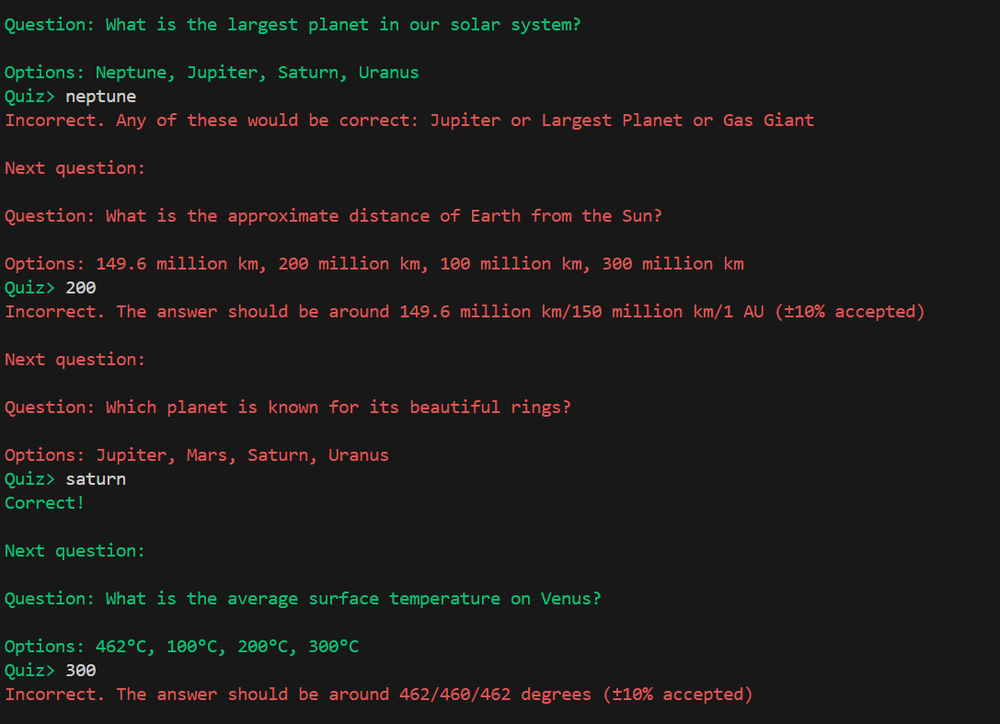 Question: What is the largest planet in our solar system?
Options: Neptune, Jupiter, Saturn, Uranus
Quiz> neptune
Incorrect. Any of these would be correct: Jupiter or Largest Planet or Gas Giant
Next question:
Question: What is the approximate distance of Earth from the Sun?
Options: 149.6 million km, 200 million km, 100 million km, 300 million km
Quiz> 200
Incorrect. The answer should be around 149.6 million km/150 million km/1 AU (±10% accepted)
Next question:
Question: Which planet is known for its beautiful rings?
Options: Jupiter, Mars, Saturn, Uranus
Quiz> saturn
Correct!
Next question:
Question: What is the average surface temperature on Venus?
Options: 462°C, 100°C, 200°C, 300°C
Quiz> 300
Incorrect. The answer should be around 462/460/462 degrees (±10% accepted)